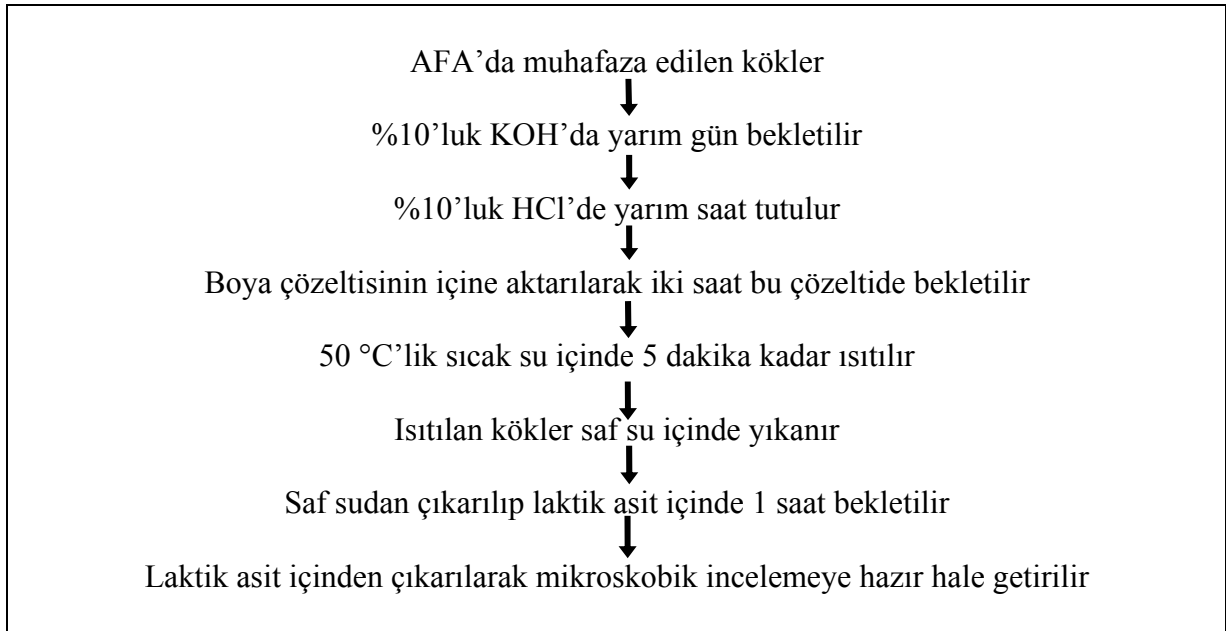 AFA’da muhafaza edilen kökler
%10’luk KOH’da yarım gün bekletilir
%10’luk HCl’de yarım saat tutulur
Boya çözeltisinin içine aktarılarak iki saat bu çözeltide bekletilir
50 °C’lik sıcak su içinde 5 dakika kadar ısıtılır
Isıtılan kökler saf su içinde yıkanır
Saf sudan çıkarılıp laktik asit içinde 1 saat bekletilir
Laktik asit içinden çıkarılarak mikroskobik incelemeye hazır hale getirilir